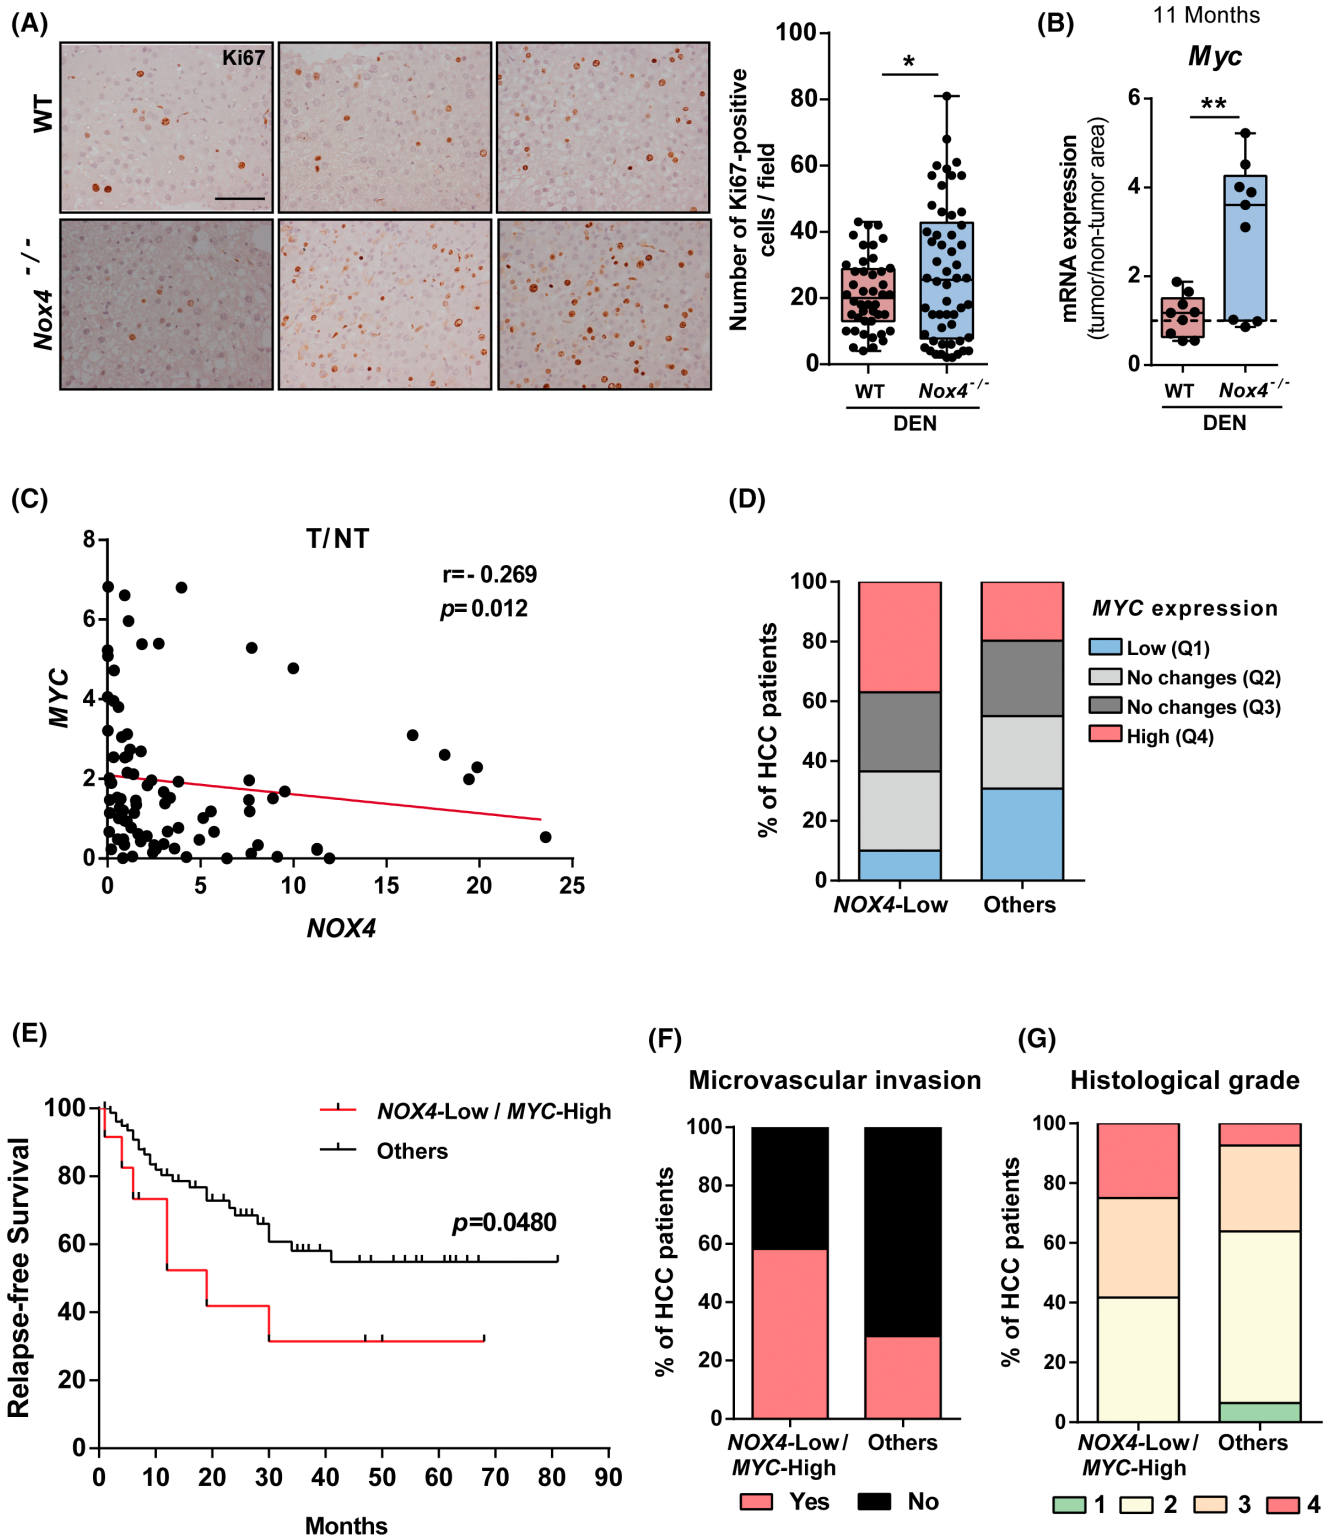 (A)
Ki67
WT
Nox4 -/-
Number of Ki67-positive
cells / field
100
80
60
40
20
0
*
WT
Nox4 -/-
DEN
(B)
11 Months
Myc
mRNA expression
(tumor/non-tumor area)
6
4
2
0
**
WT
Nox4 -/-
DEN
(C)
T/NT
r=- 0.269
p=0.012
MYC
8
6
4
2
0
0
5
10
15
20
25
NOX4
(D)
% of HCC patients
100
80
60
40
20
0
NOX4-Low
Others
MYC expression
Low (Q1)
No changes (Q2)
No changes (Q3)
High (Q4)
(E)
Relapse-free Survival
100
80
60
40
20
0
NOX4-Low / MYC-High
Others
p=0.0480
0
10
20
30
40
50
60
70
80
90
Months
(F)
Microvascular invasion
% of HCC patients
100
80
60
40
20
0
NOX4-Low/
MYC-High
Others
Yes
No
(G)
Histological grade
% of HCC patients
100
80
60
40
20
0
NOX4-Low/
MYC-High
Others
1
2
3
4